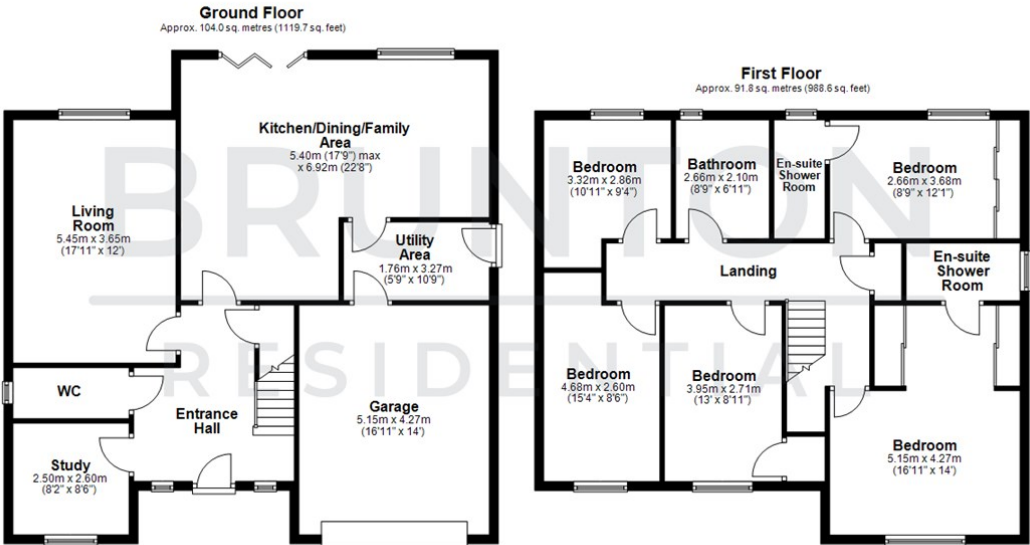 Ground Floor
Approx. 104.0 sq. metres (1119.7 sq. feet)
Kitchen/Dining/Family
Area
5.40m (17'9") max
x 6.92m (22'8")
Living
Room
5.45m x 3.65m
(17'11" x 12')
Utility
Area
1.76m x 3.27m
(5'9" x 10'9")
WC
Entrance
Hall
Garage
5.15m x 4.27m
(16'11" x 14')
Study
2.50m x 2.60m
(8'2" x 8'6")
First Floor
Approx. 91.8 sq. metres (988.6 sq. feet)
Bedroom
3.32m x 2.86m
(10'11" x 9'4")
Bathroom
2.66m x 2.10m
(8'9" x 6'11")
En-suite
Shower
Room
Bedroom
2.66m x 3.68m
(8'9" x 12'1")
Landing
En-suite
Shower
Room
Bedroom
4.68m x 2.60m
(15'4" x 8'6")
Bedroom
3.95m x 2.71m
(13' x 8'11")
Bedroom
5.15m x 4.27m
(16'11" x 14')
BRUNTON
RESIDENTIAL